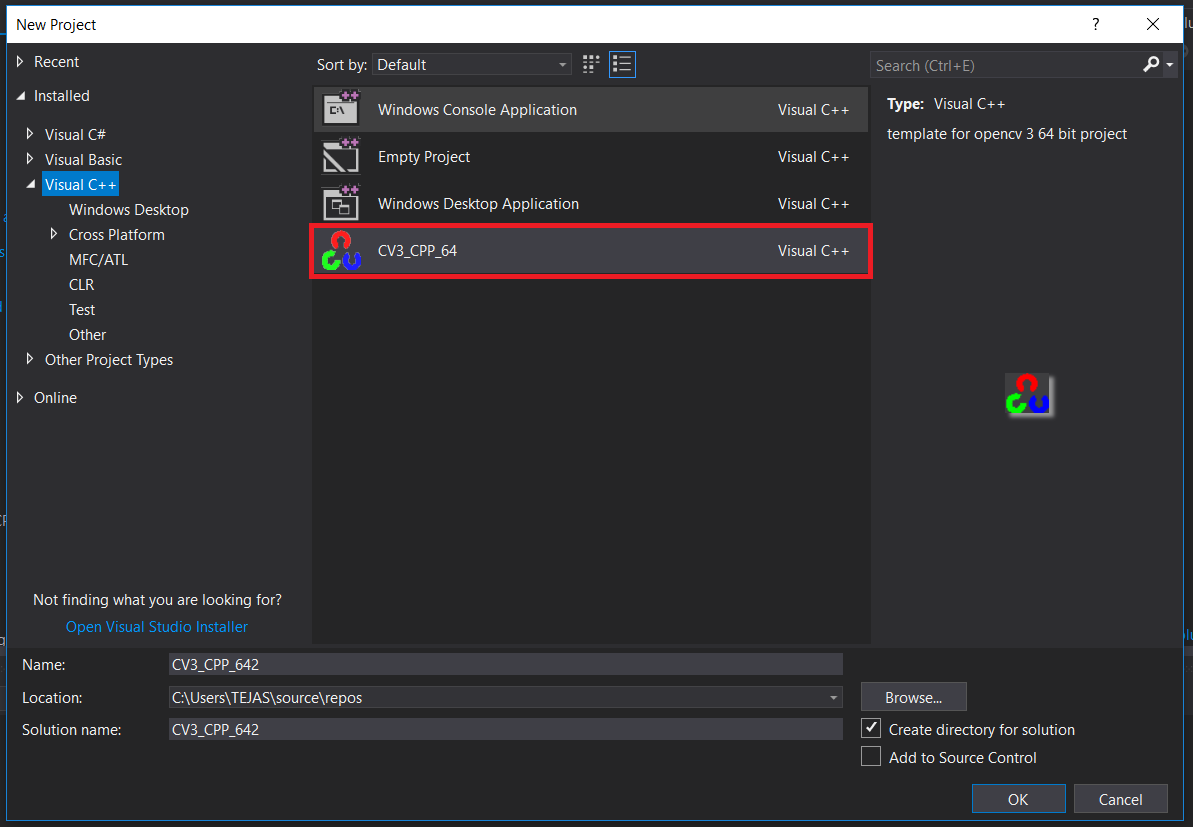 New Project
?
Recent
Installed
Visual C#
Visual Basic
Visual C++
Windows Desktop
Cross Platform
MFC/ATL
CLR
Test
Other
Other Project Types
Online
Not finding what you are looking for?
Open Visual Studio Installer
Sort by: Default
Windows Console Application Visual C++
Empty Project Visual C++
Windows Desktop Application Visual C++
CV3_CPP_64 Visual C++
Search (Ctrl+E)
Type: Visual C++
template for opencv 3 64 bit project
Name: CV3_CPP_642
Location: C:\Users\TEJAS\source\repos
Browse...
Solution name: CV3_CPP_642
Create directory for solution
Add to Source Control
OK
Cancel